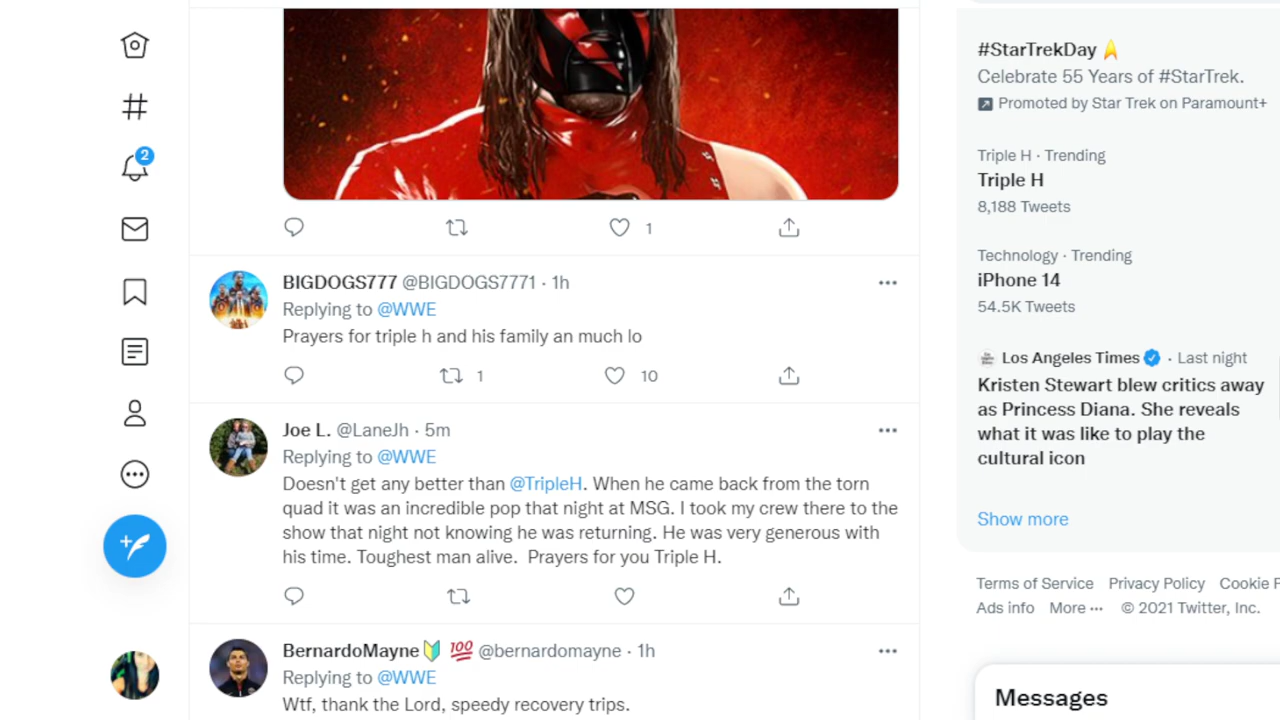 2
1
BIGDOGS777 @BIGDOGS7771 · 1h
Replying to @WWE
Prayers for triple h and his family an much lo
1 10
Joe L. @LaneJh · 5m
Replying to @WWE
Doesn't get any better than @TripleH. When he came back from the torn
quad it was an incredible pop that night at MSG. I took my crew there to the
show that night not knowing he was returning. He was very generous with
his time. Toughest man alive.  Prayers for you Triple H.
BernardoMayne🔰 💯 @bernardomayne · 1h
Replying to @WWE
Wtf, thank the Lord, speedy recovery trips.
#StarTrekDay
Celebrate 55 Years of #StarTrek.
Promoted by Star Trek on Paramount+
Triple H · Trending
Triple H
8,188 Tweets
Technology · Trending
iPhone 14
54.5K Tweets
Los Angeles Times · Last night
Kristen Stewart blew critics away
as Princess Diana. She reveals
what it was like to play the
cultural icon
Show more
Terms of Service Privacy Policy Cookie
Ads info More ··· © 2021 Twitter, Inc.
Messages